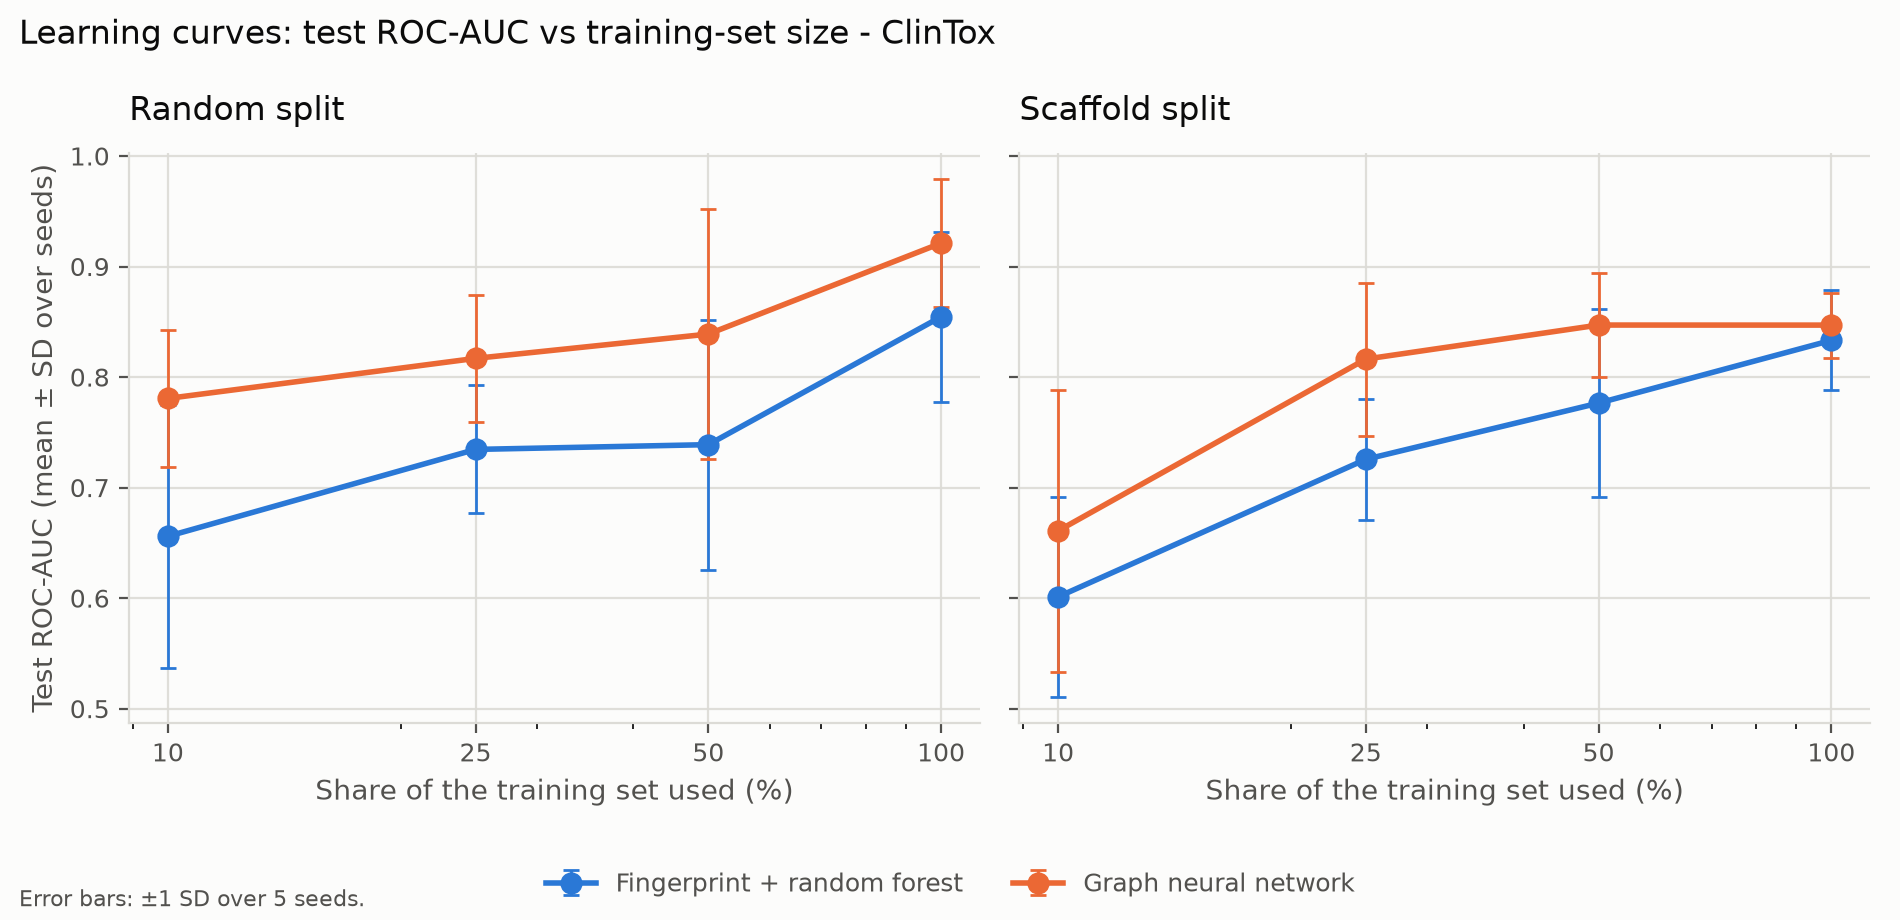 Learning curves: test ROC-AUC vs training-set size - ClinTox
Random split
Scaffold split
Test ROC-AUC (mean ± SD over seeds)
1.0
0.9
0.8
0.7
0.6
0.5
10 25 50 100
10 25 50 100
Share of the training set used (%)
Share of the training set used (%)
Fingerprint + random forest
Graph neural network
Error bars: ±1 SD over 5 seeds.